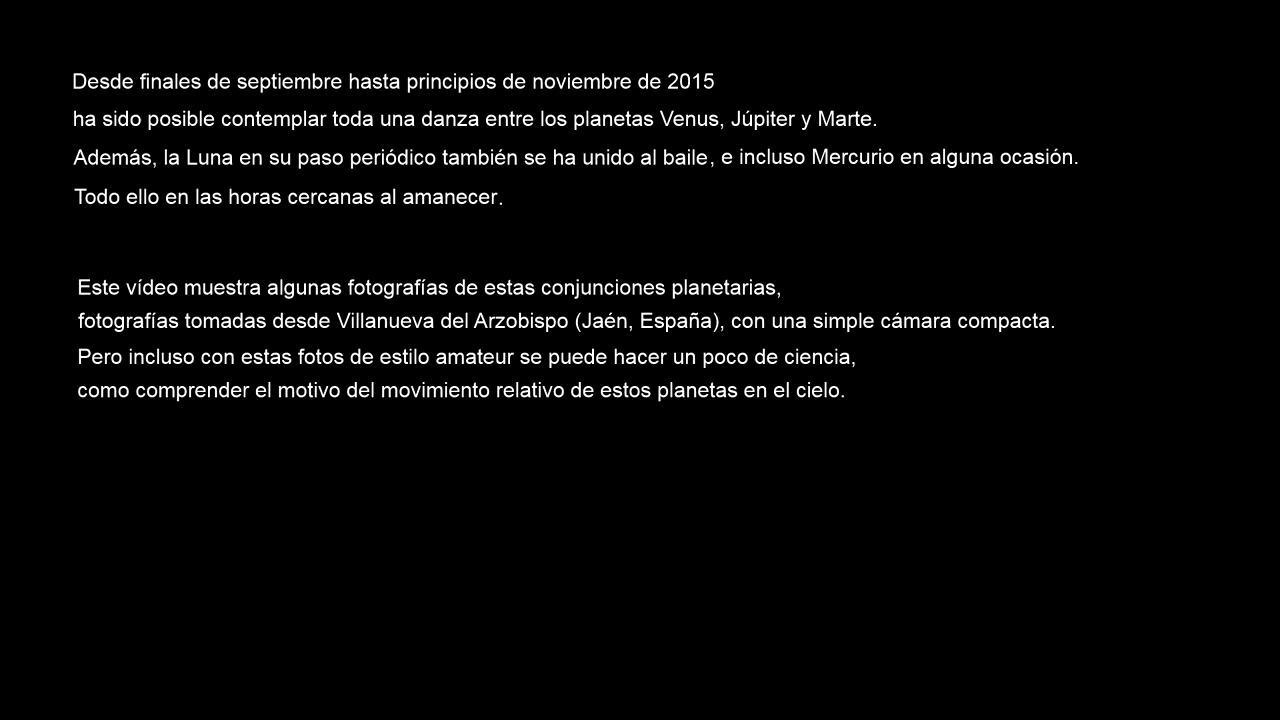 Desde finales de septiembre hasta principios de noviembre de 2015
ha sido posible contemplar toda una danza entre los planetas Venus, Júpiter y Marte.
Además, la Luna en su paso periódico también se ha unido al baile, e incluso Mercurio en alguna ocasión.
Todo ello en las horas cercanas al amanecer.
Este vídeo muestra algunas fotografías de estas conjunciones planetarias,
fotografías tomadas desde Villanueva del Arzobispo (Jaén, España), con una simple cámara compacta.
Pero incluso con estas fotos de estilo amateur se puede hacer un poco de ciencia,
como comprender el motivo del movimiento relativo de estos planetas en el cielo.